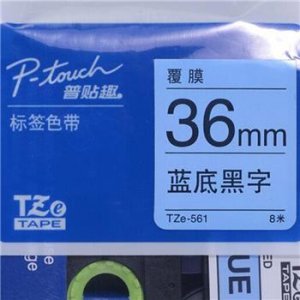 P-touch
普贴趣
标签色带
TZe
TAPE
覆膜
36mm
蓝底黑字
TZe-561
8米